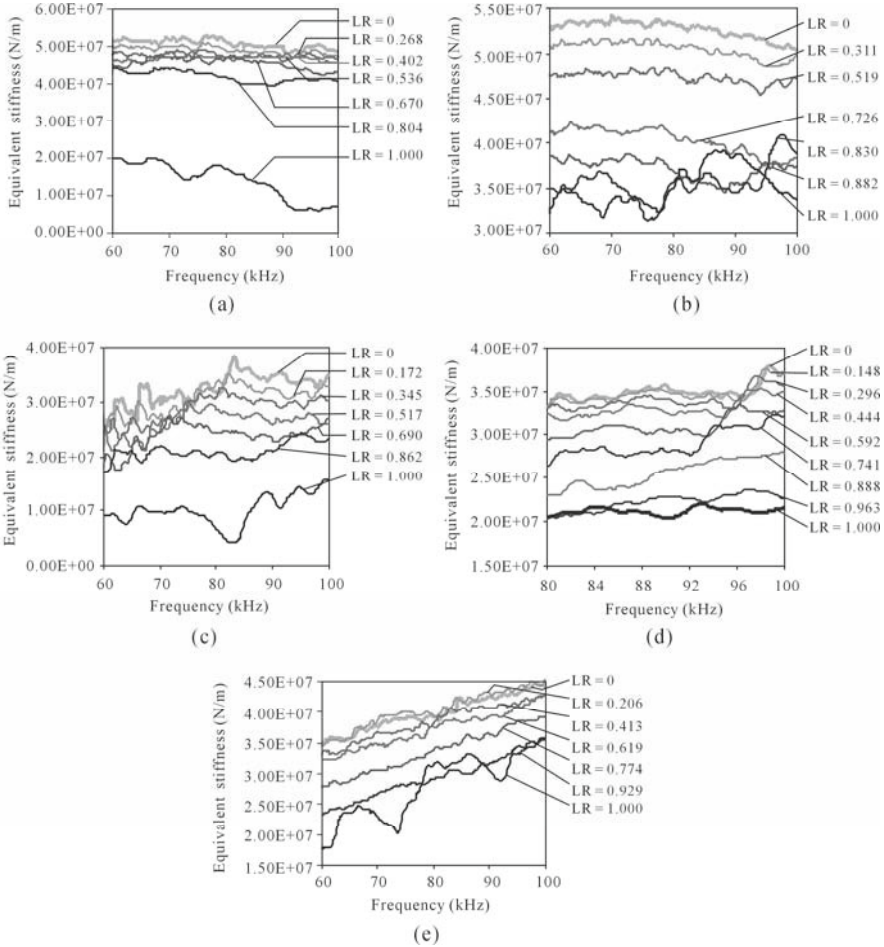 Equivalent stiffness (N/m)
6.00E+07
5.00E+07
4.00E+07
3.00E+07
2.00E+07
1.00E+07
0.00E+00
60 70 80 90 100
Frequency (kHz)
LR = 0
LR = 0.268
LR = 0.402
LR = 0.536
LR = 0.670
LR = 0.804
LR = 1.000
(a)
Equivalent stiffness (N/m)
5.50E+07
5.00E+07
4.50E+07
4.00E+07
3.50E+07
3.00E+07
60 70 80 90 100
Frequency (kHz)
LR = 0
LR = 0.311
LR = 0.519
LR = 0.726
LR = 0.830
LR = 0.882
LR = 1.000
(b)
Equivalent stiffness (N/m)
4.00E+07
3.00E+07
2.00E+07
1.00E+07
0.00E+00
60 70 80 90 100
Frequency (kHz)
LR = 0
LR = 0.172
LR = 0.345
LR = 0.517
LR = 0.690
LR = 0.862
LR = 1.000
(c)
Equivalent stiffness (N/m)
4.00E+07
3.50E+07
3.00E+07
2.50E+07
2.00E+07
1.50E+07
80 84 88 92 96 100
Frequency (kHz)
LR = 0
LR = 0.148
LR = 0.296
LR = 0.444
LR = 0.592
LR = 0.741
LR = 0.888
LR = 0.963
LR = 1.000
(d)
Equivalent stiffness (N/m)
4.50E+07
4.00E+07
3.50E+07
3.00E+07
2.50E+07
2.00E+07
1.50E+07
60 70 80 90 100
Frequency (kHz)
LR = 0
LR = 0.206
LR = 0.413
LR = 0.619
LR = 0.774
LR = 0.929
LR = 1.000
(e)